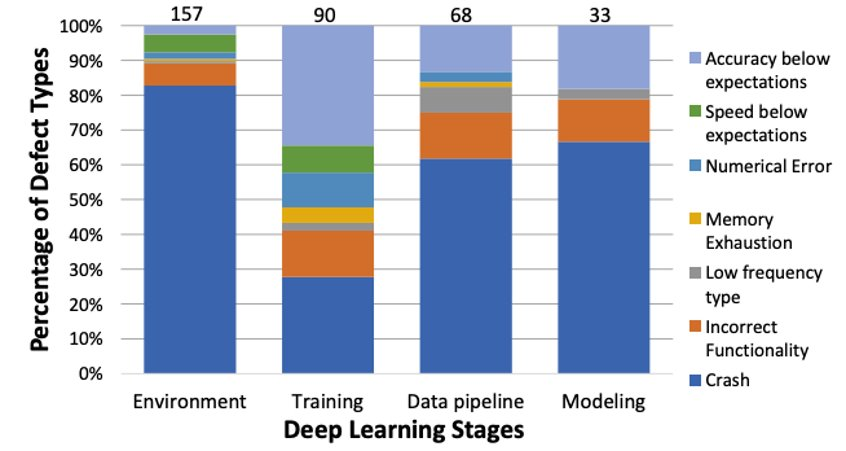 157 90 68 33
100%
90%
80%
70%
60%
50%
40%
30%
20%
10%
0%
Percentage of Defect Types
Environment Training Data pipeline Modeling
Deep Learning Stages
Accuracy below
expectations
Speed below
expectations
Numerical Error
Memory
Exhaustion
Low frequency
type
Incorrect
Functionality
Crash